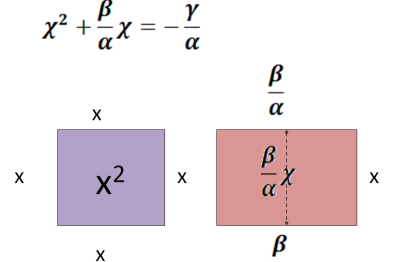 χ² + β/α χ = − γ/α
β/α
x
x x² x β/α χ x
x β